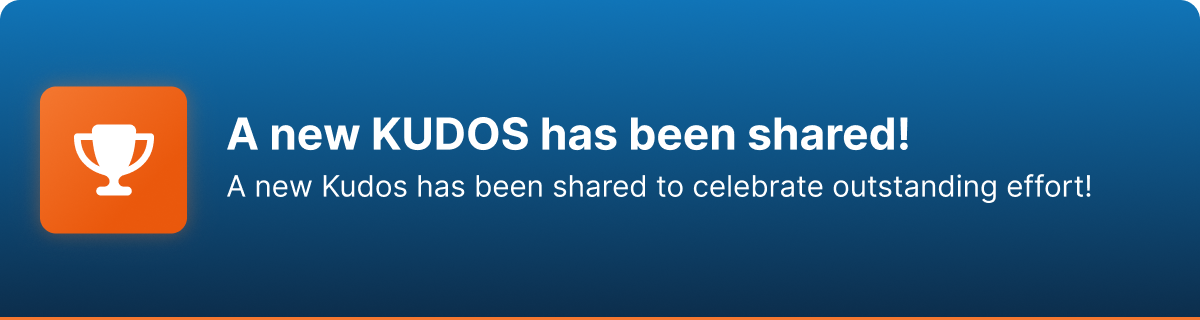 A new KUDOS has been shared!
A new Kudos has been shared to celebrate outstanding effort!